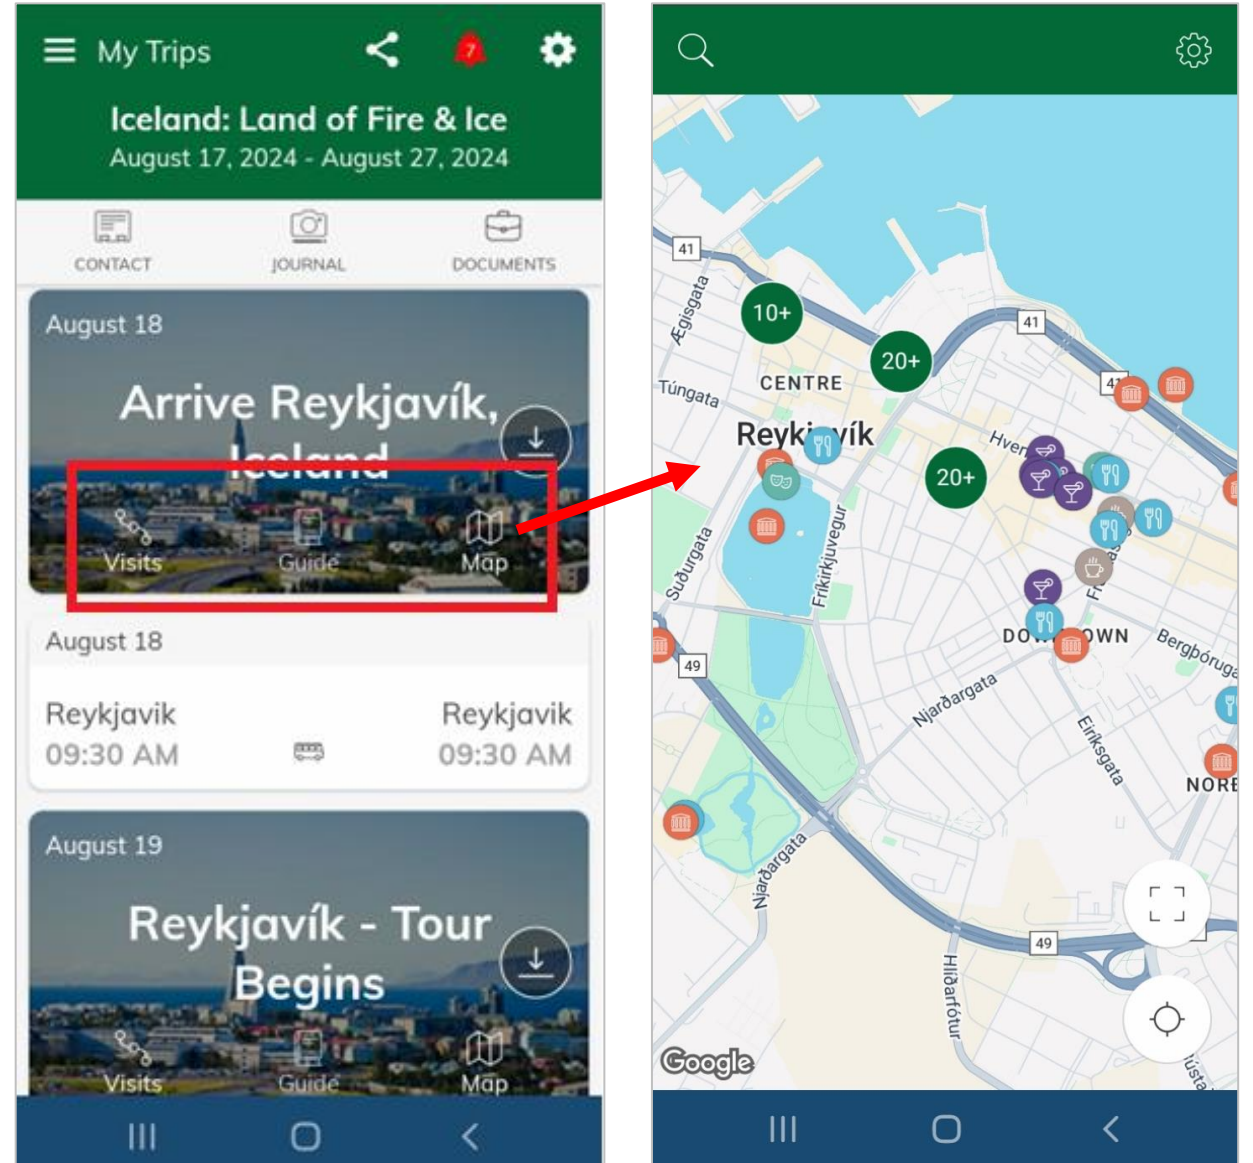 My Trips
7
Iceland: Land of Fire & Ice
August 17, 2024 - August 27, 2024
CONTACT
JOURNAL
DOCUMENTS
August 18
Arrive Reykjavík,
Iceland
Visits
Guide
Map
August 18
Reykjavik
Reykjavik
09:30 AM
09:30 AM
August 19
Reykjavík - Tour
Begins
Visits
Guide
Map
41
Ægisgata
10+
41
20+
CENTRE
Túngata
41
Reykjavík
20+
Suðurgata
Fríkirkjuvegur
DOWNTOWN
49
Njarðargata
Eiríksgata
Njarðargata
49
Hlíðarfótur
Google